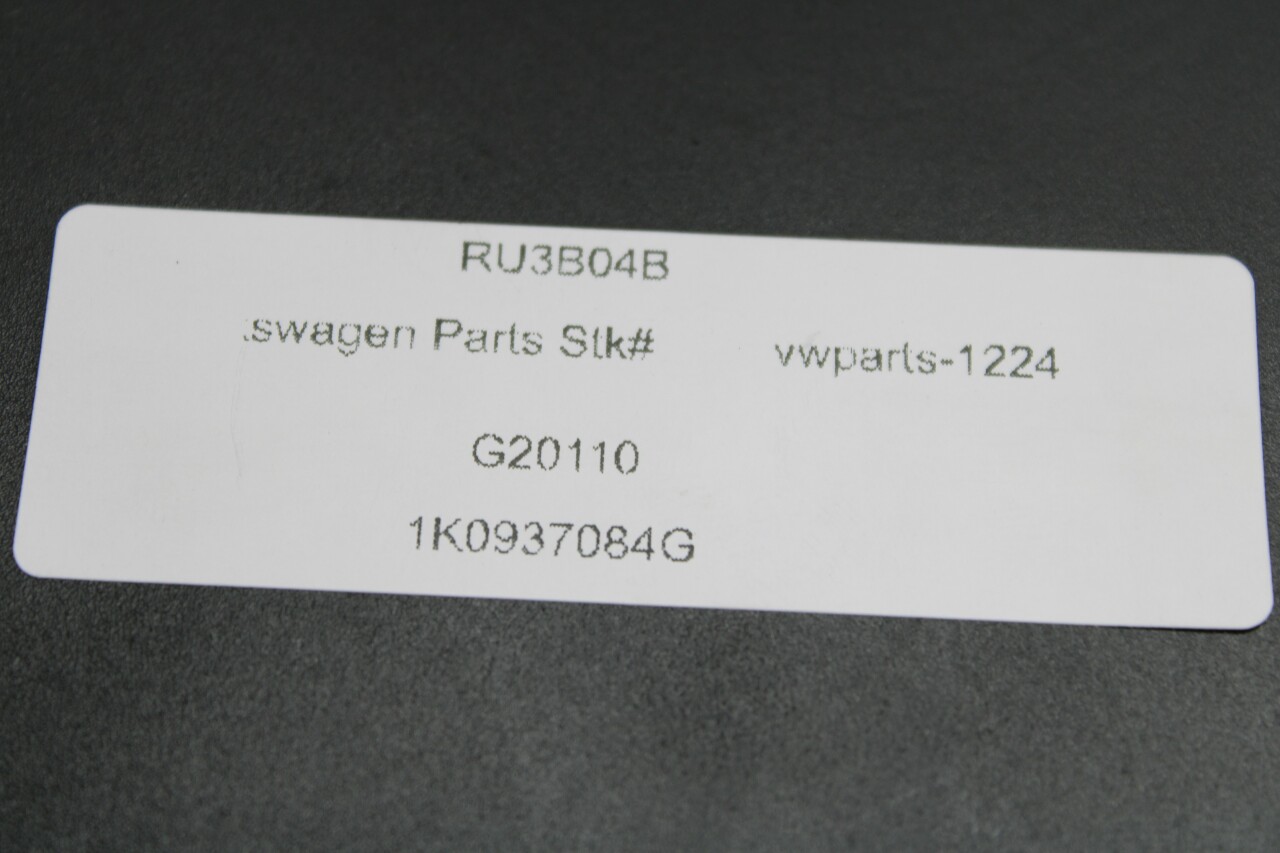 RU3B04B
swagen Parts Stk# vwparts-1224
G20110
1K0937084G